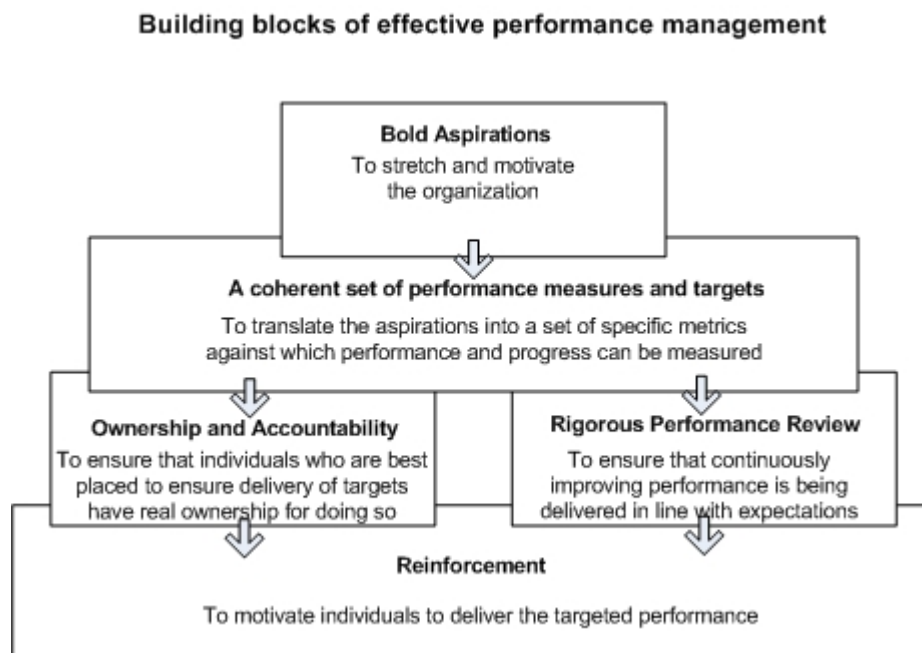 Building blocks of effective performance management
Bold Aspirations
To stretch and motivate
the organization
A coherent set of performance measures and targets
To translate the aspirations into a set of specific metrics
against which performance and progress can be measured
Ownership and Accountability
To ensure that individuals who are best
placed to ensure delivery of targets
have real ownership for doing so
Rigorous Performance Review
To ensure that continuously
improving performance is being
delivered in line with expectations
Reinforcement
To motivate individuals to deliver the targeted performance